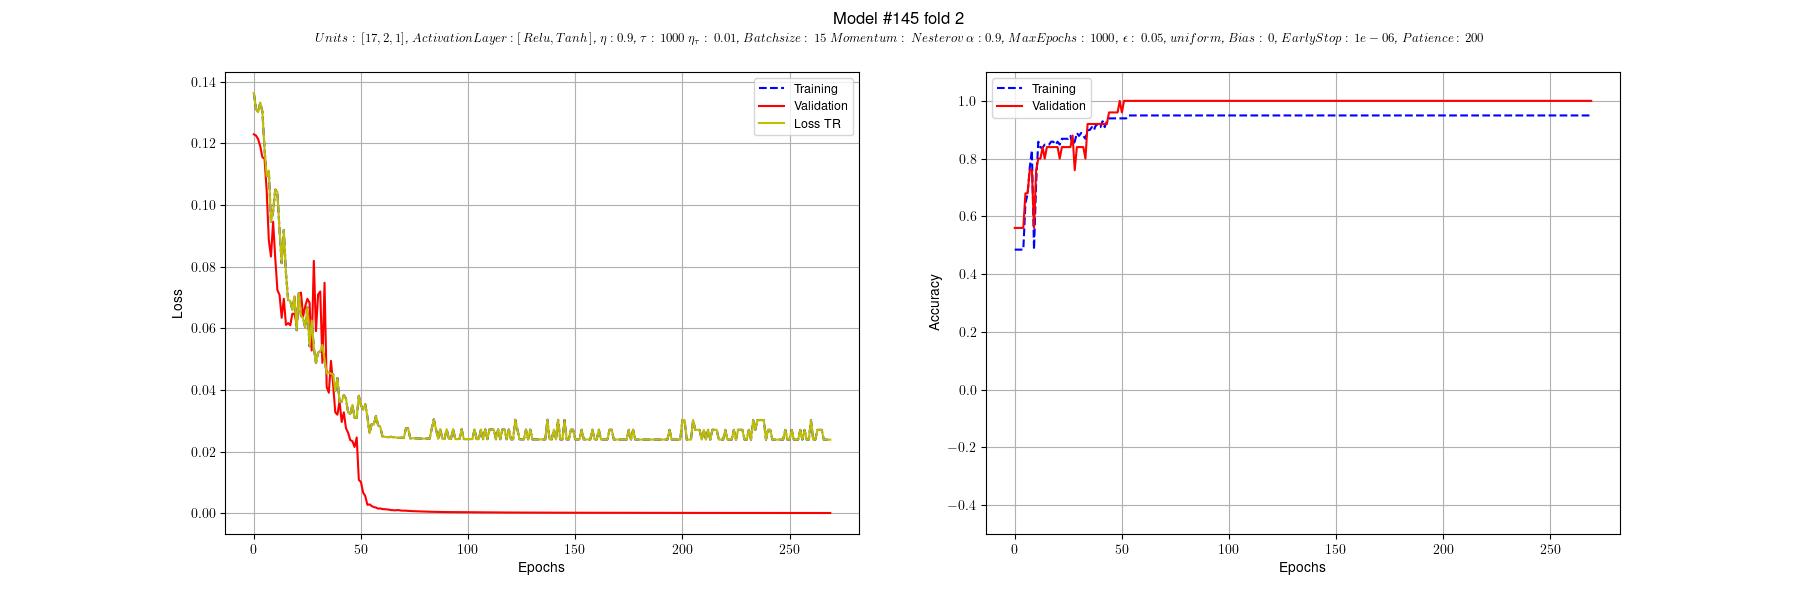 Model #145 fold 2
Units : [17, 2, 1], ActivationLayer : [ Relu, Tanh ], η : 0.9, τ : 1000 ητ : 0.01, Batchsize : 15 Momentum : Nesterov α : 0.9, MaxEpochs : 1000, ϵ : 0.05, uniform, Bias : 0, EarlyStop : 1e − 06, Patience : 200
0.14
0.12
0.10
0.08
0.06
0.04
0.02
0.00
Loss
Training
Validation
Loss TR
0 50 100 150 200 250
Epochs
1.0
0.8
0.6
0.4
0.2
0.0
−0.2
−0.4
Accuracy
Training
Validation
0 50 100 150 200 250
Epochs